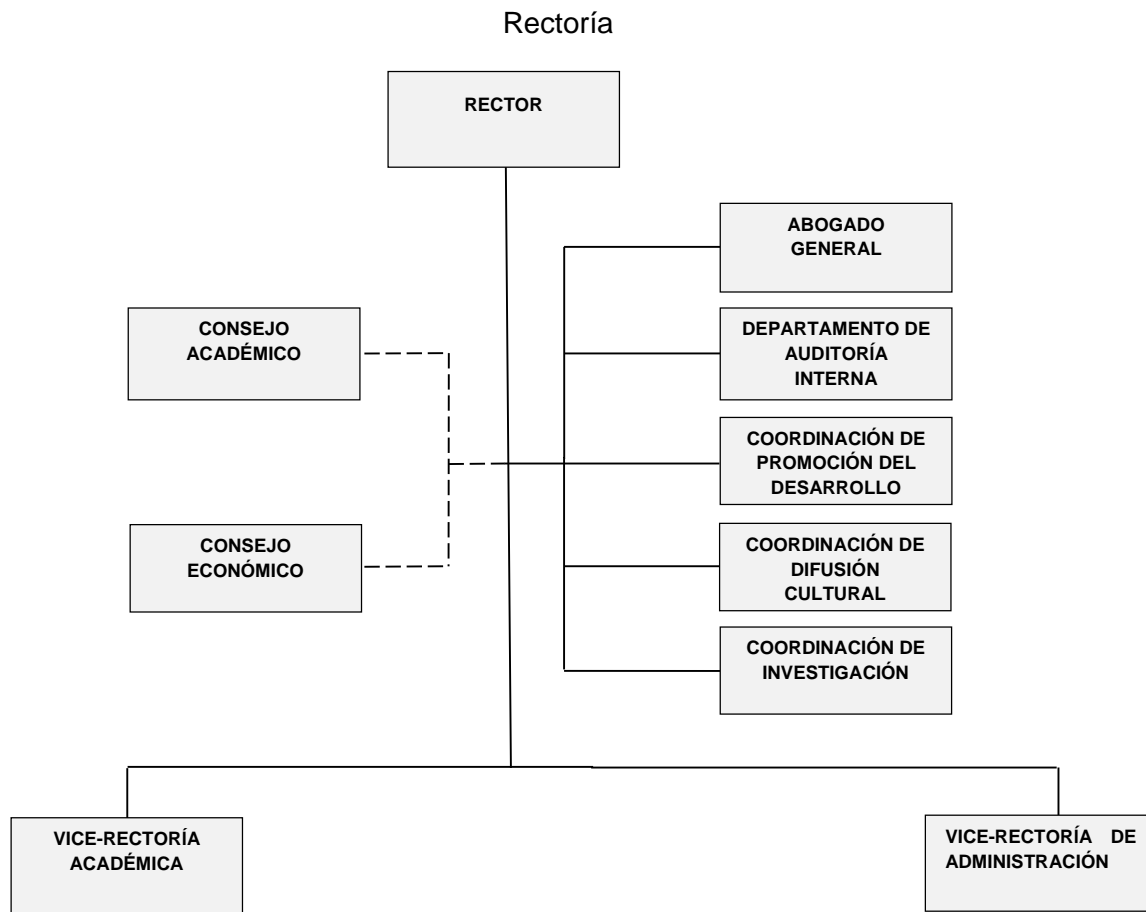 Rectoría
RECTOR
ABOGADO
GENERAL
CONSEJO
ACADÉMICO
DEPARTAMENTO DE
AUDITORÍA
INTERNA
COORDINACIÓN DE
PROMOCIÓN DEL
DESARROLLO
CONSEJO
ECONÓMICO
COORDINACIÓN DE
DIFUSIÓN
CULTURAL
COORDINACIÓN DE
INVESTIGACIÓN
VICE-RECTORÍA
ACADÉMICA
VICE-RECTORÍA DE
ADMINISTRACIÓN